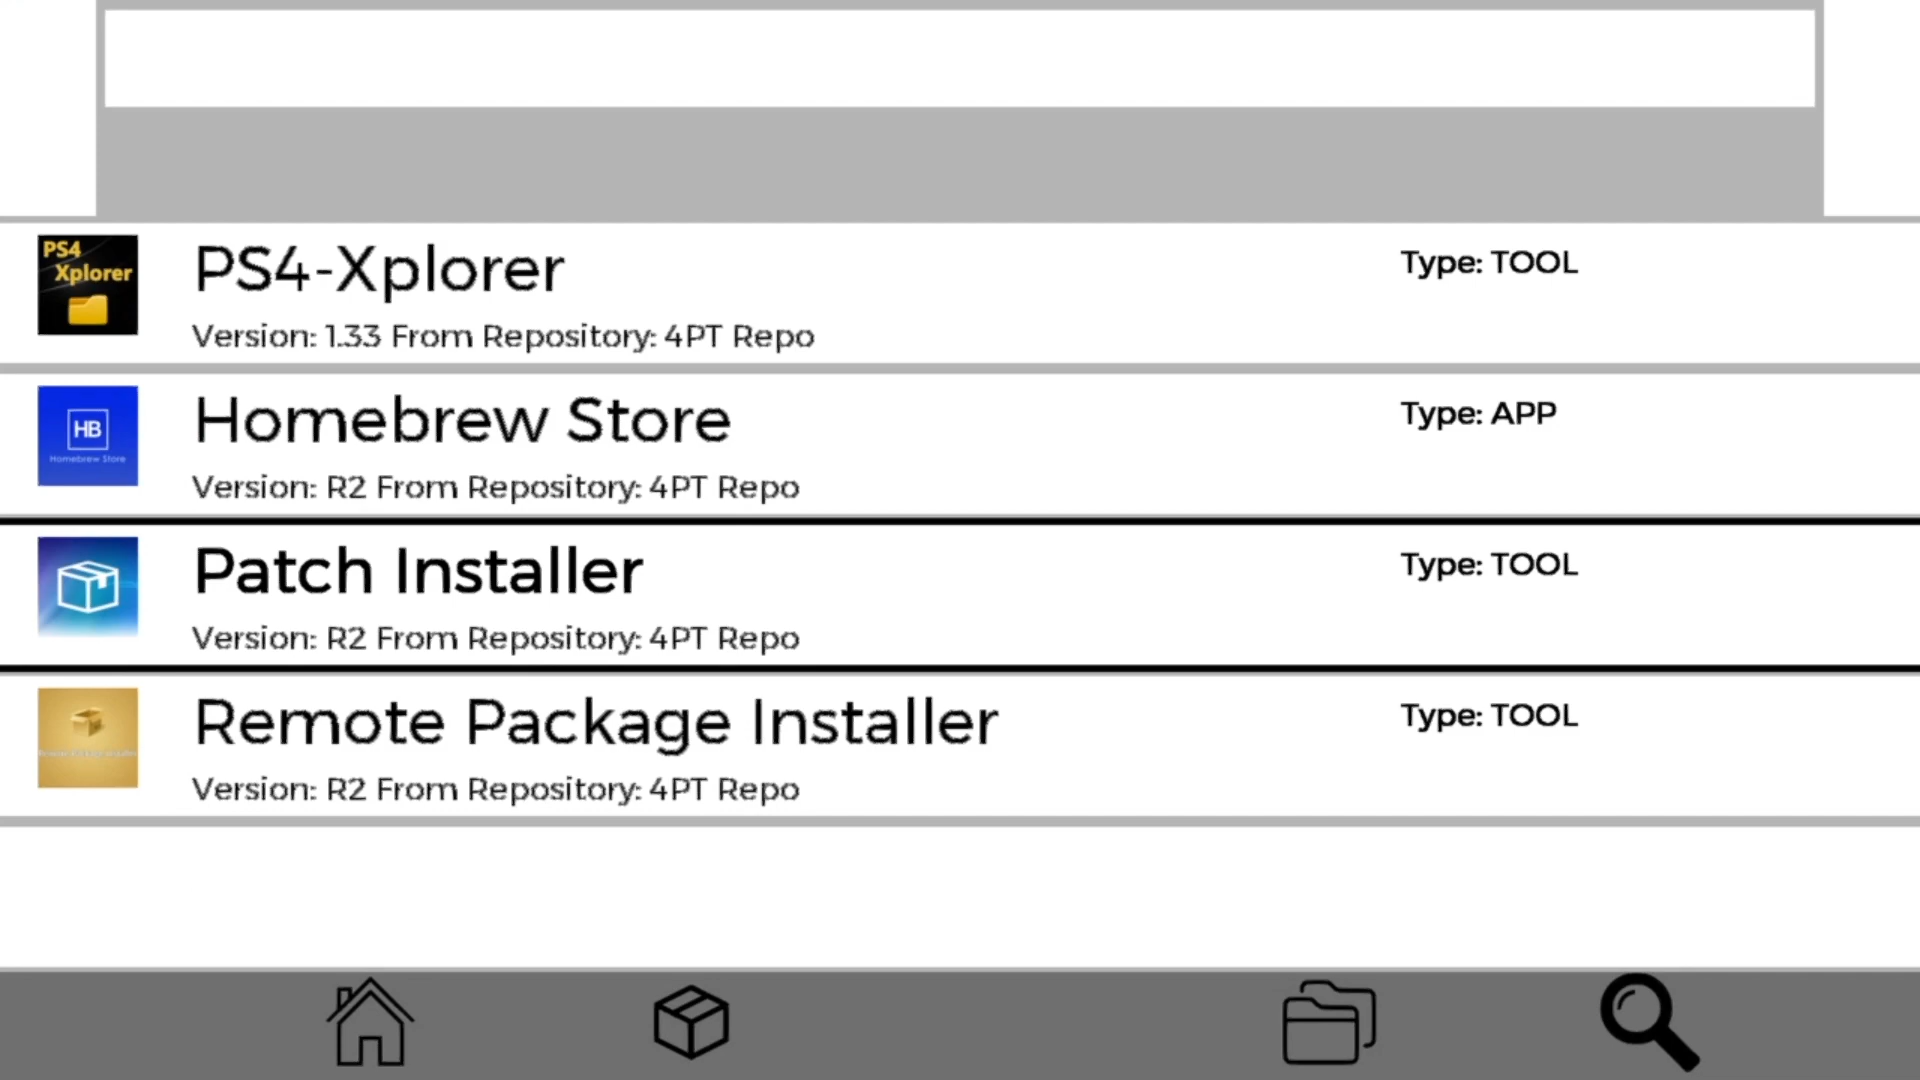 PS4
Xplorer
PS4-Xplorer
Type: TOOL
Version: 1.33 From Repository: 4PT Repo
HB
Homebrew Store
Homebrew Store
Type: APP
Version: R2 From Repository: 4PT Repo
Patch Installer
Type: TOOL
Version: R2 From Repository: 4PT Repo
Remote Package Installer
Type: TOOL
Version: R2 From Repository: 4PT Repo